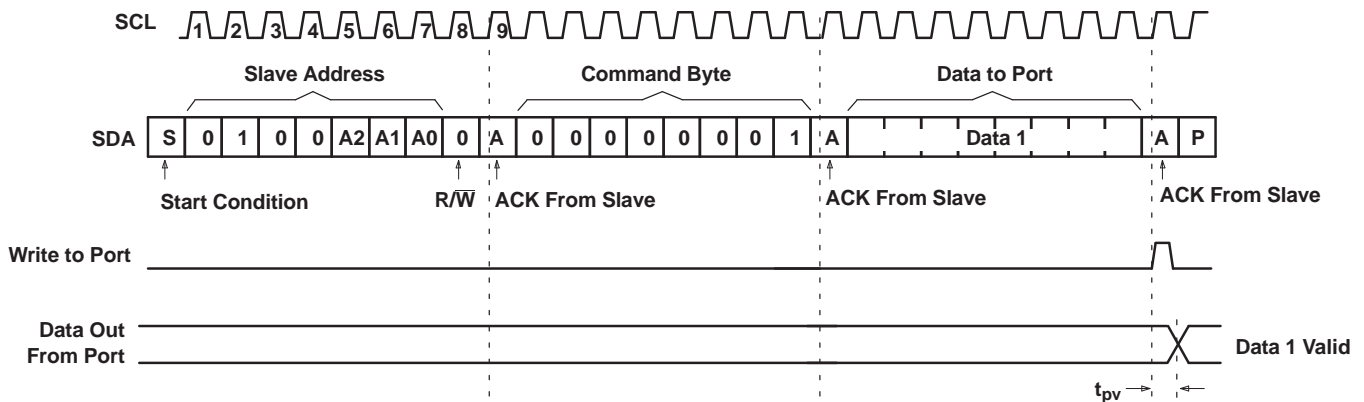 SCL 1 2 3 4 5 6 7 8 9
Slave Address Command Byte Data to Port
SDA S 0 1 0 0 A2 A1 A0 0 A 0 0 0 0 0 0 0 1 A Data 1 A P
Start Condition R/W̅ ACK From Slave ACK From Slave ACK From Slave
Write to Port
Data Out
From Port
Data 1 Valid
tpv